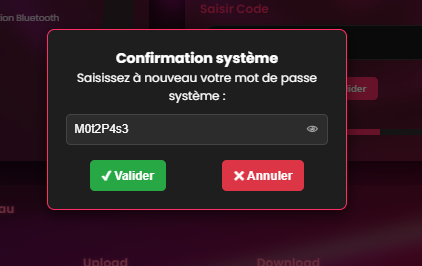 ion Bluetooth
Saisir Code
Confirmation système
Saisissez à nouveau votre mot de passe
système :
M0t2P4s3
✓ Valider
✕ Annuler
lider
au
Upload
Download